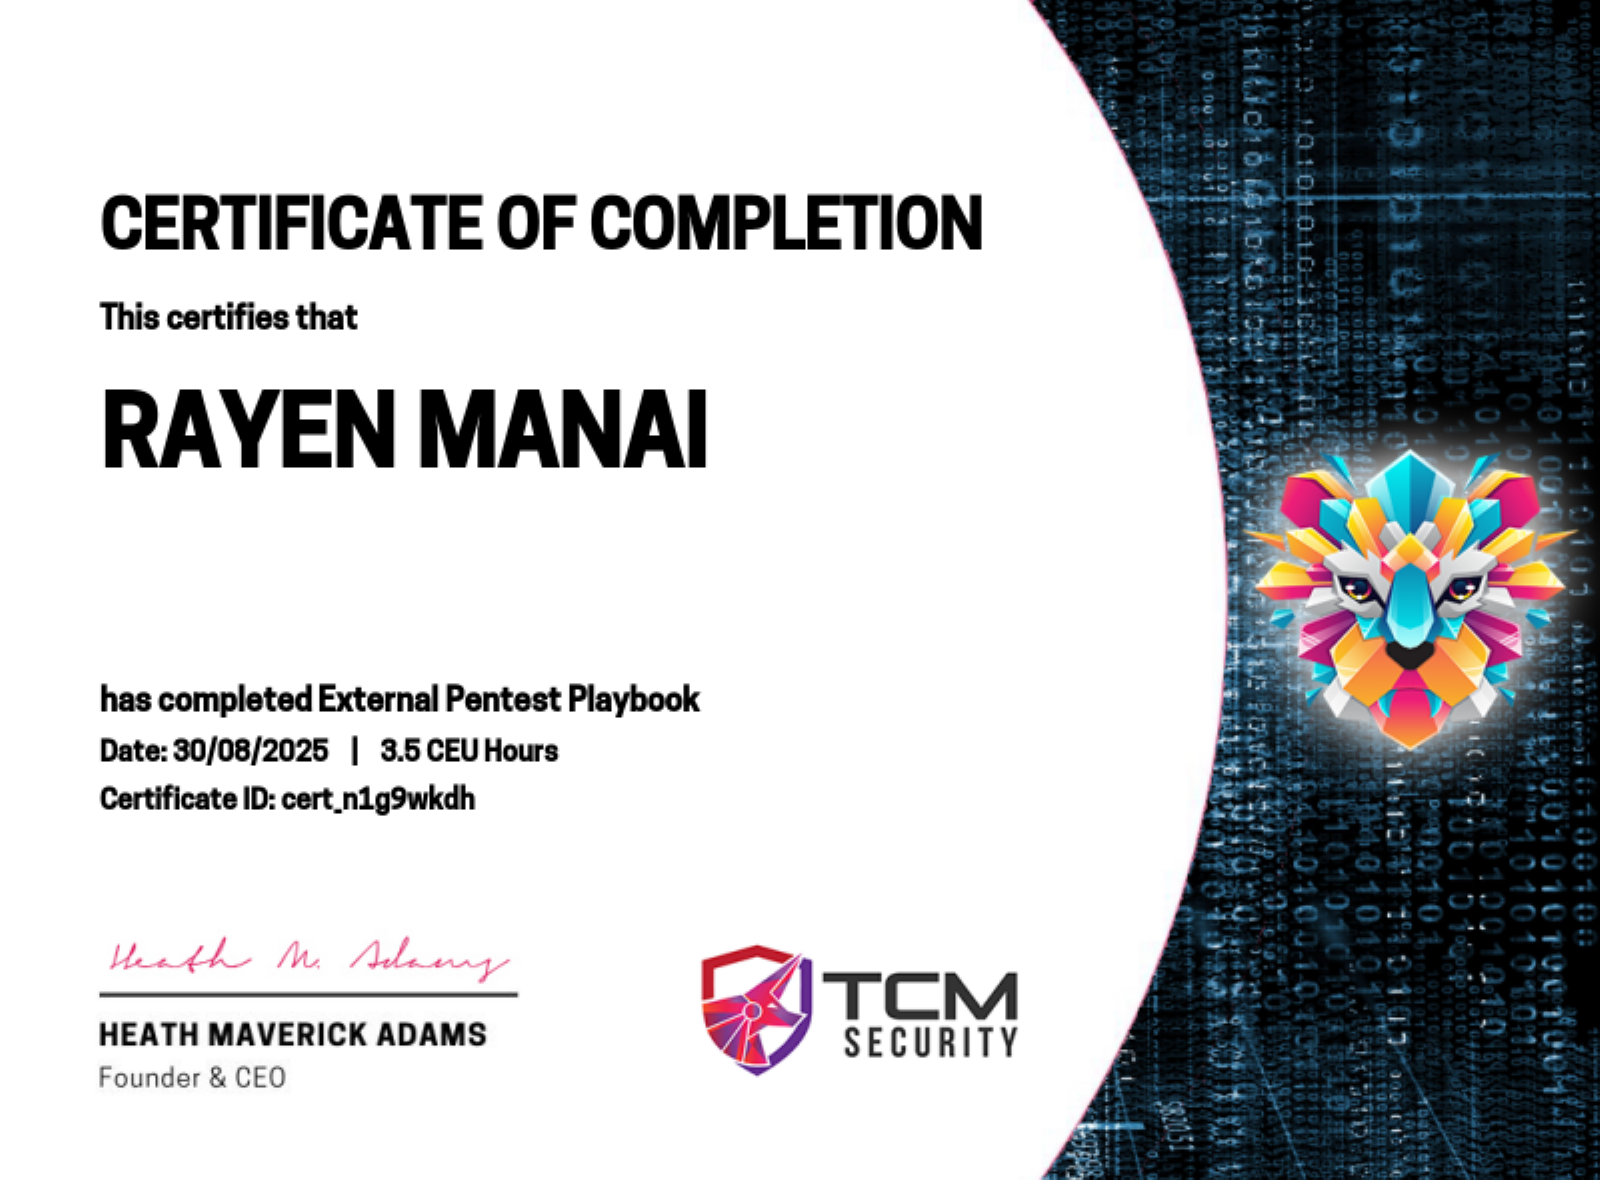 CERTIFICATE OF COMPLETION
This certifies that
RAYEN MANAI
has completed External Pentest Playbook
Date: 30/08/2025 | 3.5 CEU Hours
Certificate ID: cert_n1g9wkdh
Heath M. Adams
HEATH MAVERICK ADAMS
Founder & CEO
TCM
SECURITY